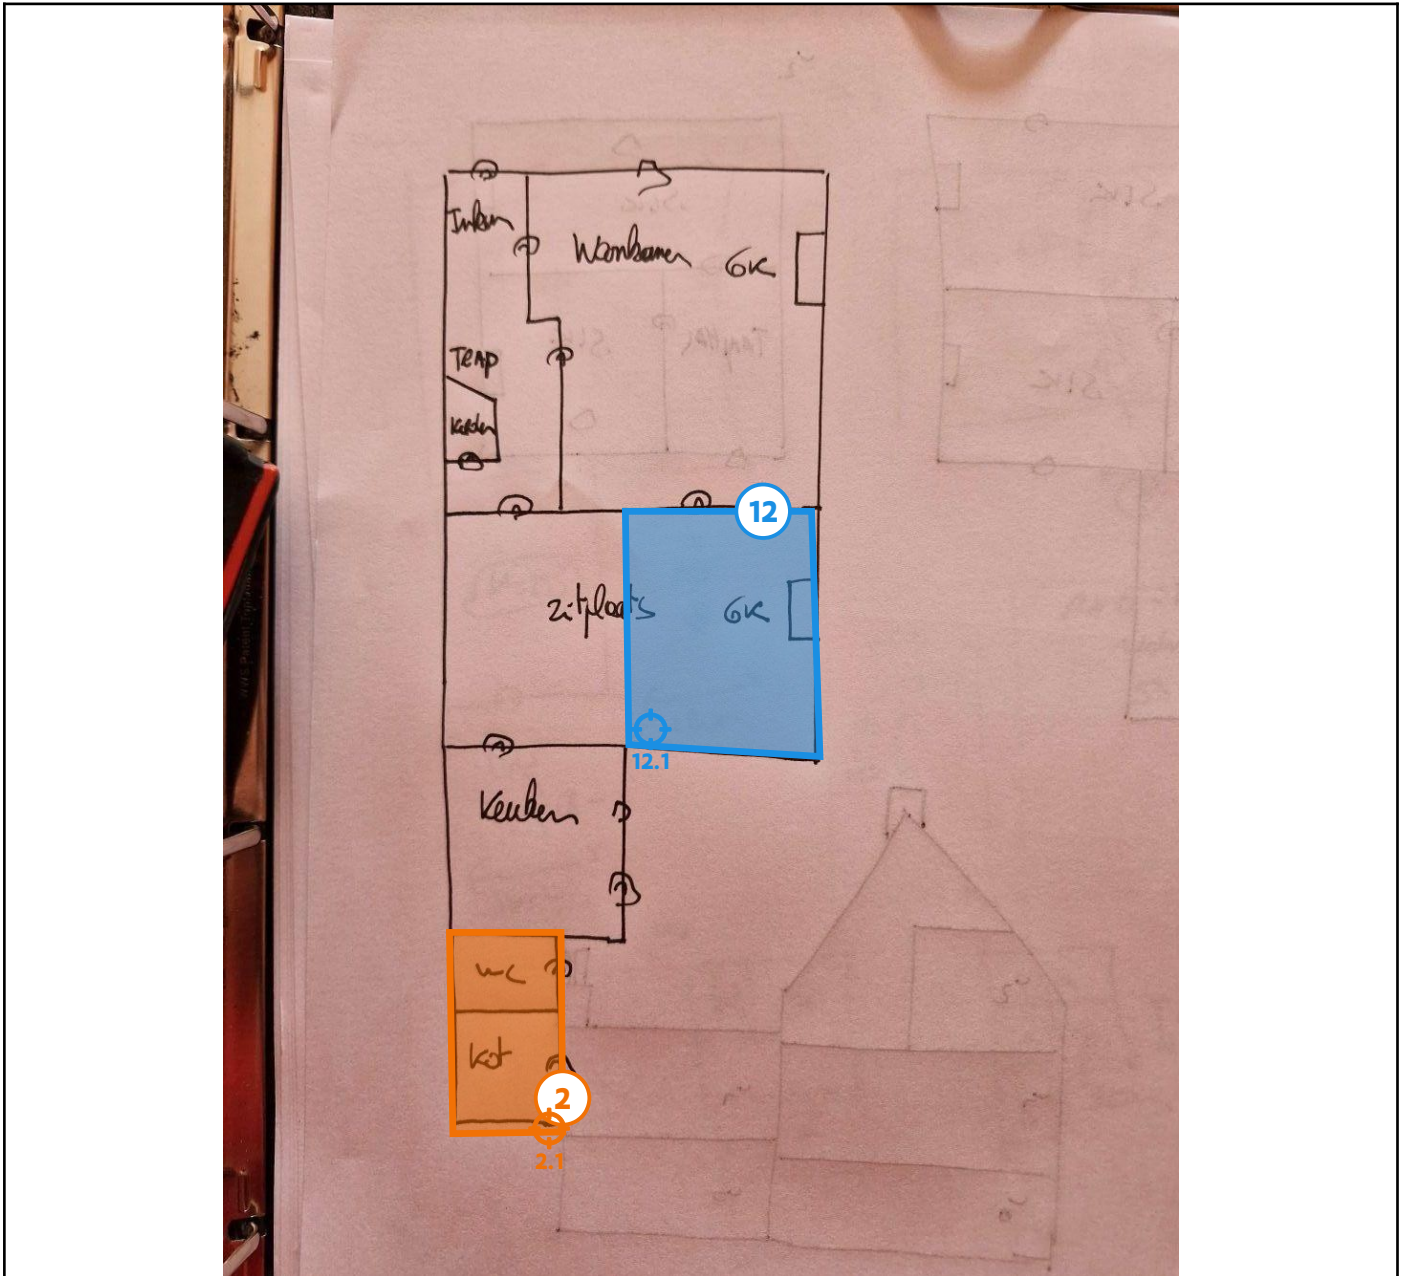 Inkom
Woonkamer
GK
TRAP
Kelder
12
zitplaats
GK
12.1
Keuken
WC
Kot
2
2.1